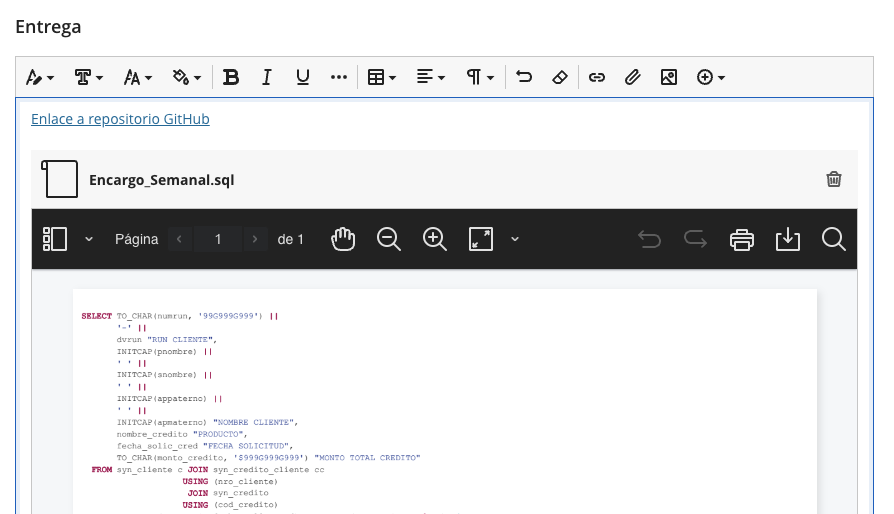 Entrega
Enlace a repositorio GitHub
Encargo_Semanal.sql
Página 1 de 1
SELECT TO_CHAR(numrun, '99G999G999') ||
'-' ||
dvrun "RUN CLIENTE",
INITCAP(pnombre) ||
' ' ||
INITCAP(snombre) ||
' ' ||
INITCAP(appaterno) ||
' ' ||
INITCAP(apmaterno) "NOMBRE CLIENTE",
nombre_credito "PRODUCTO",
fecha_solic_cred "FECHA SOLICITUD",
TO_CHAR(monto_credito, '$999G999G999') "MONTO TOTAL CREDITO"
FROM syn_cliente c JOIN syn_credito_cliente cc
USING (nro_cliente)
JOIN syn_credito
USING (cod_credito)